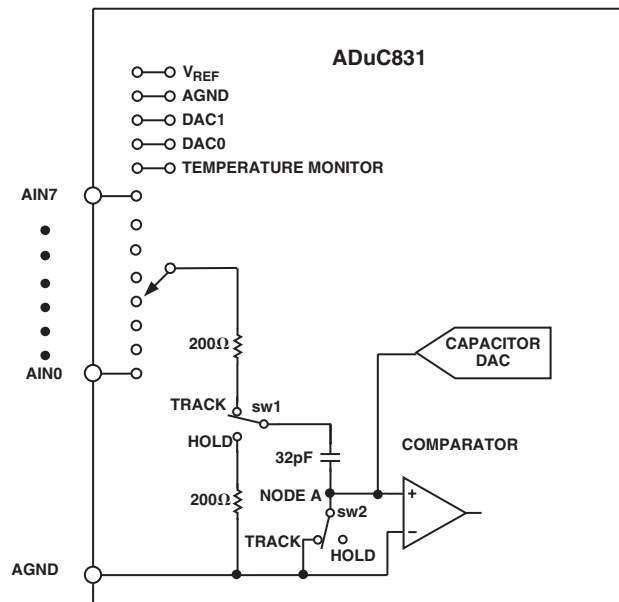 ADuC831
VREF
AGND
DAC1
DAC0
TEMPERATURE MONITOR
AIN7
AIN0
200Ω
CAPACITOR
DAC
TRACK
sw1
HOLD
32pF
COMPARATOR
200Ω
NODE A
+
sw2
−
TRACK
HOLD
AGND